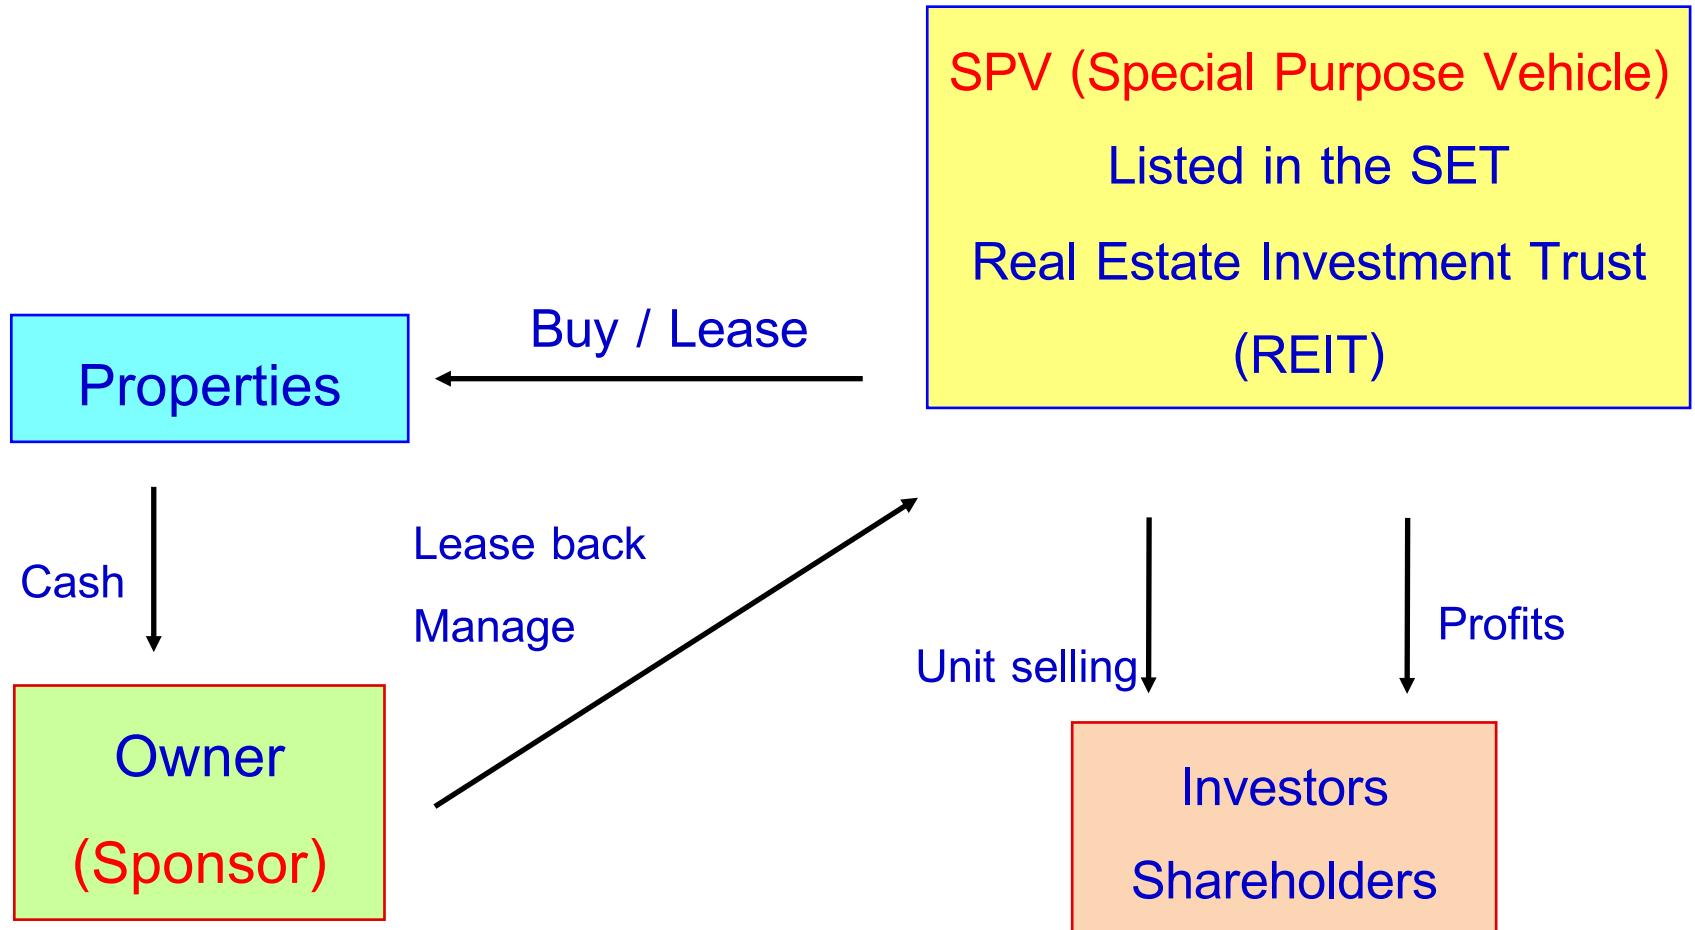 SPV (Special Purpose Vehicle)
Listed in the SET
Real Estate Investment Trust
(REIT)
Buy / Lease
Properties
Cash
Lease back
Manage
Unit selling
Profits
Owner
(Sponsor)
Investors
Shareholders